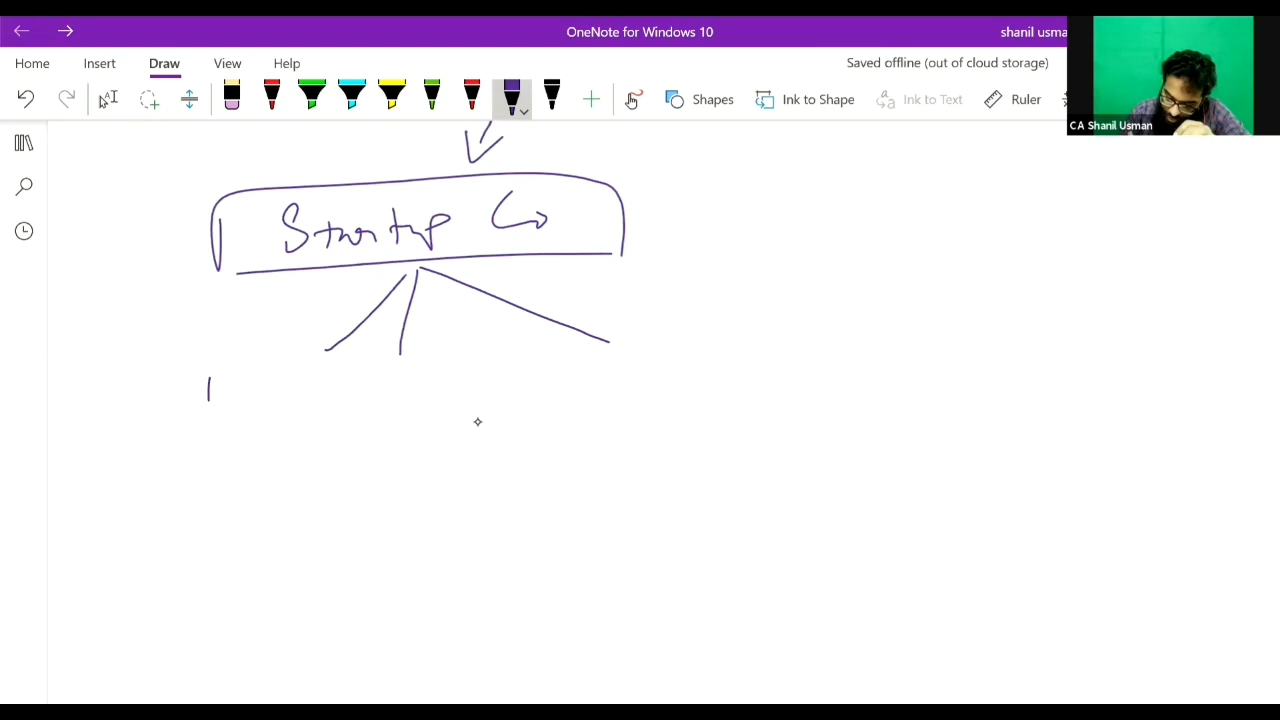 OneNote for Windows 10
shanil usma
Home Insert Draw View Help
Saved offline (out of cloud storage)
Shapes Ink to Shape Ink to Text Ruler
CA Shanil Usman
Startup Co